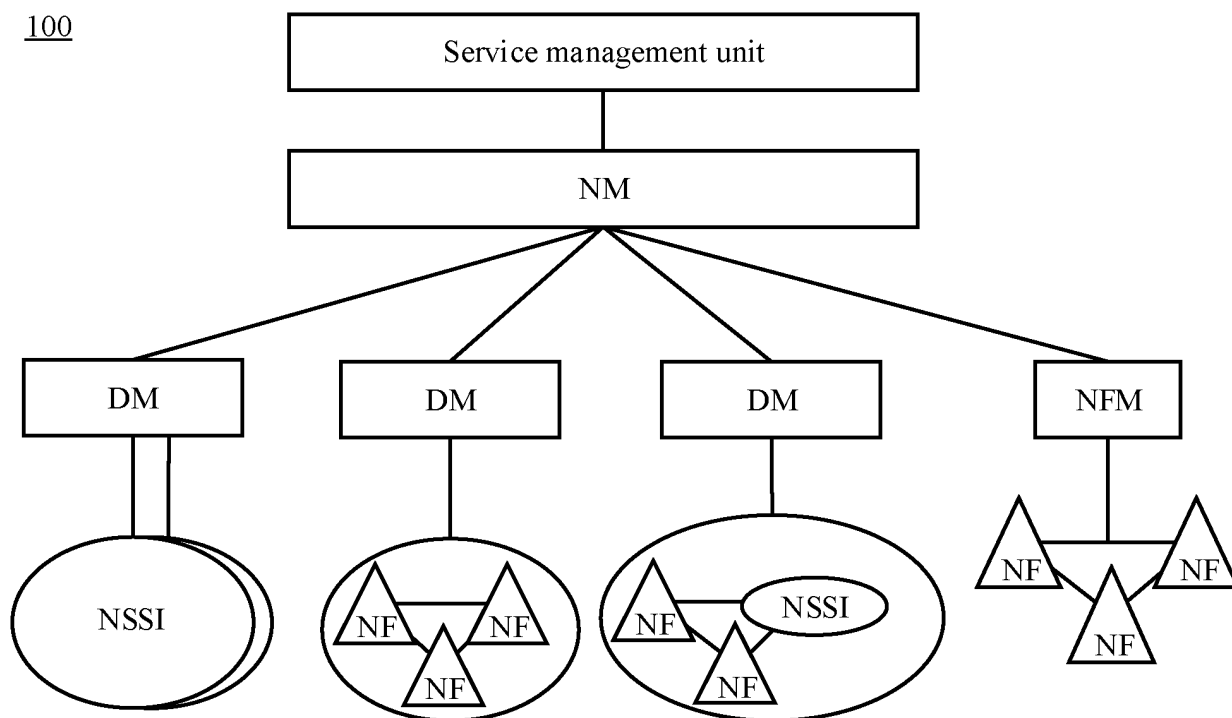 100
Service management unit
NM
DM
DM
DM
NFM
NSSI
NF
NF
NF
NF
NSSI
NF
NF
NF
NF